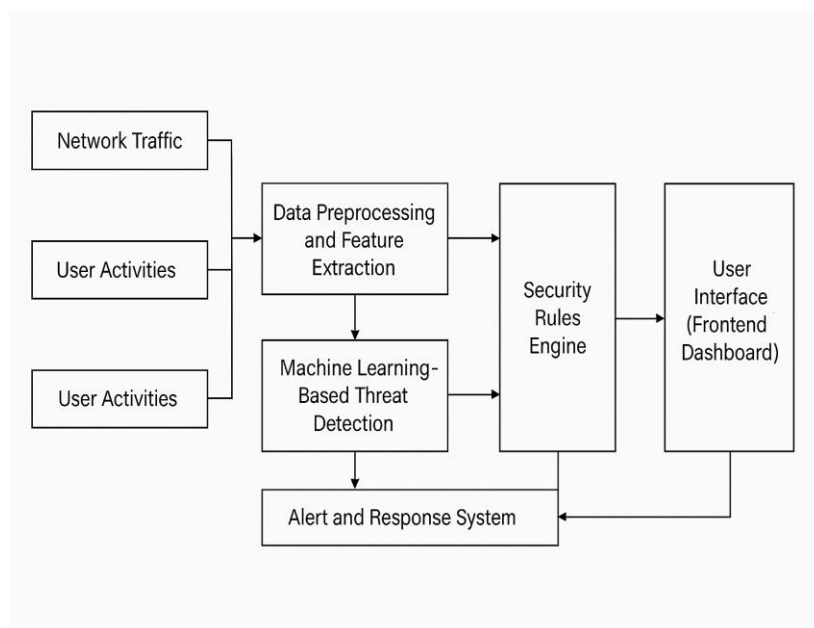 Network Traffic
User Activities
User Activities
Data Preprocessing
and Feature
Extraction
Machine Learning-
Based Threat
Detection
Alert and Response System
Security
Rules
Engine
User
Interface
(Frontend
Dashboard)